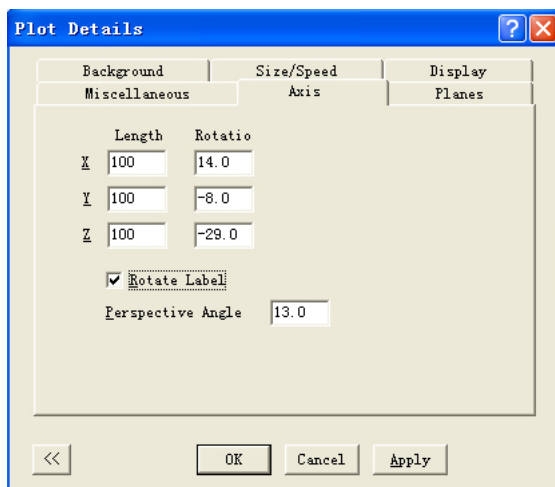 Plot Details
Background Size/Speed Display
Miscellaneous Axis Planes
Length Rotatio
X 100 14.0
Y 100 -8.0
Z 100 -29.0
Rotate Label
Perspective Angle 13.0
<< OK Cancel Apply